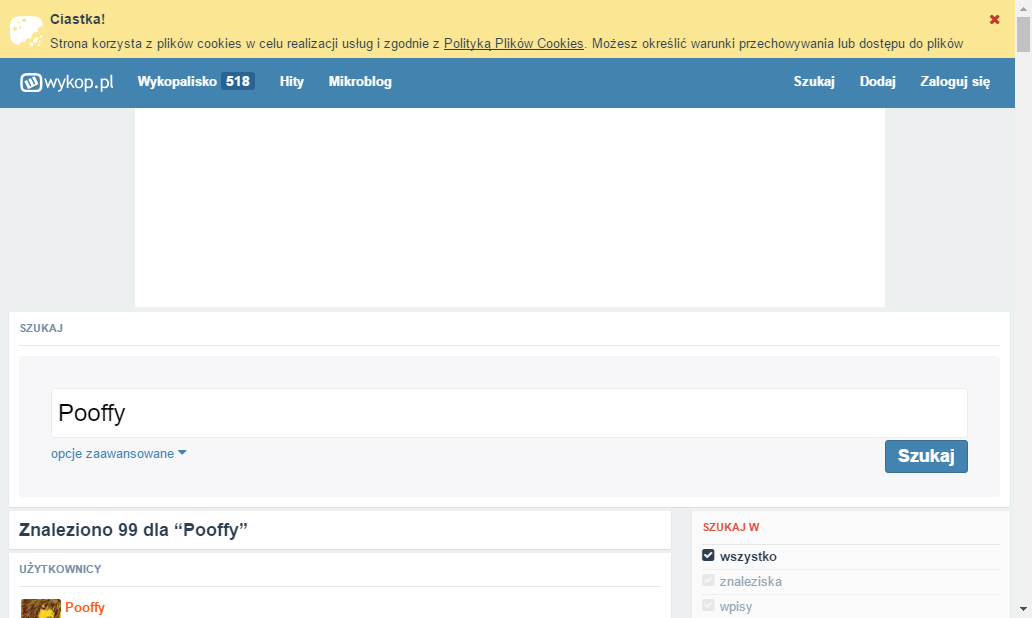 Ciastka!
Strona korzysta z plików cookies w celu realizacji usług i zgodnie z Polityką Plików Cookies. Możesz określić warunki przechowywania lub dostępu do plików
wykop.pl Wykopalisko 518 Hity Mikroblog Szukaj Dodaj Zaloguj się
SZUKAJ
Pooffy
opcje zaawansowane
Szukaj
Znaleziono 99 dla “Pooffy”
UŻYTKOWNICY
Pooffy
SZUKAJ W
wszystko
znaleziska
wpisy